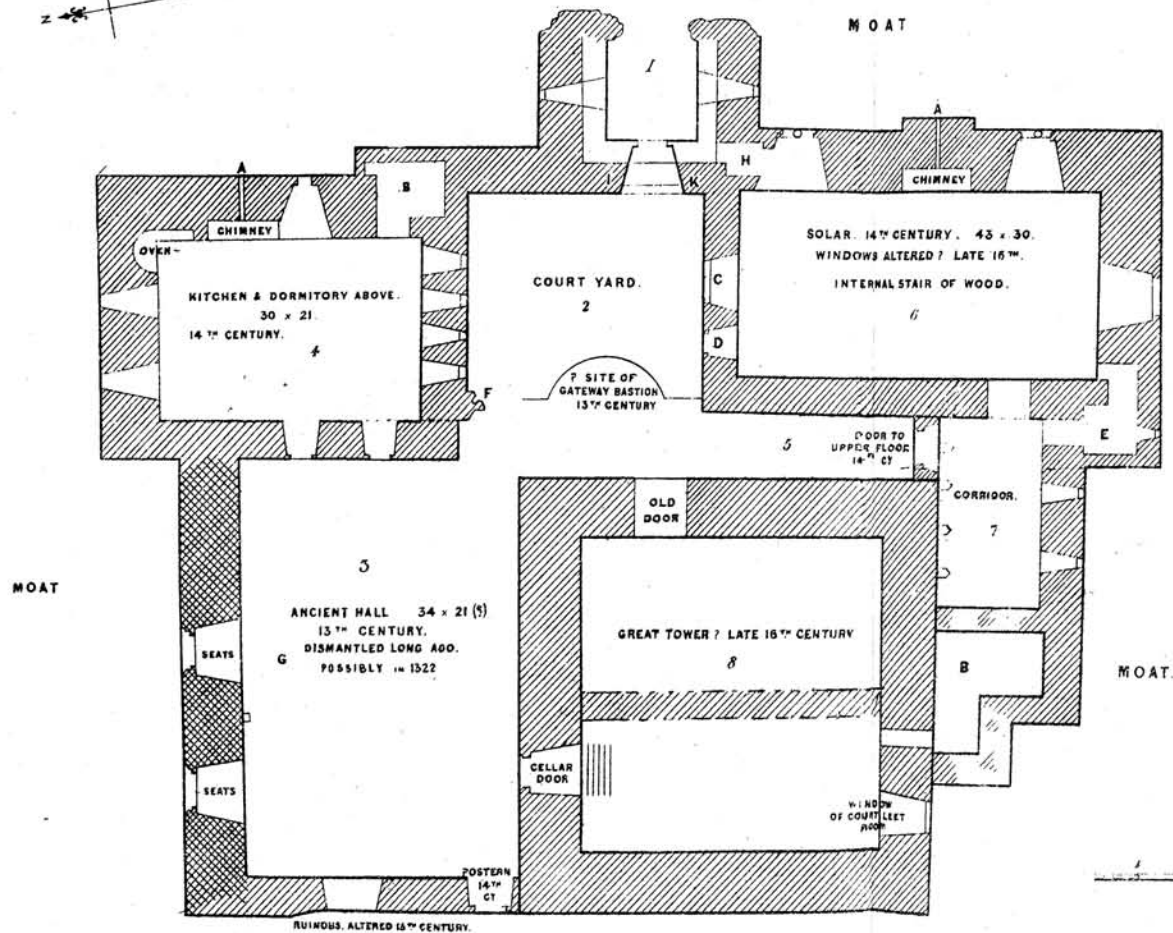 Z
MOAT
1
A
A
I
K
H
B
CHIMNEY
CHIMNEY
OVEN
KITCHEN & DORMITORY ABOVE.
30 x 21.
14TH CENTURY.
4
COURT YARD.
2
C
D
SOLAR. 14TH CENTURY. 43 x 30.
WINDOWS ALTERED? LATE 16TH.
INTERNAL STAIR OF WOOD.
6
? SITE OF
GATEWAY BASTION
13TH CENTURY
F
5
DOOR TO
UPPER FLOOR
14TH CY
E
CORRIDOR.
7
OLD
DOOR
MOAT
3
ANCIENT HALL 34 x 21 (?)
13TH CENTURY.
DISMANTLED LONG AGO.
POSSIBLY IN 1322
SEATS
G
GREAT TOWER? LATE 16TH CENTURY
8
B
MOAT.
SEATS
CELLAR
DOOR
WINDOW
OF COURT LEET
ROOM
POSTERN
14TH
CY
RUINOUS. ALTERED 15TH CENTURY.